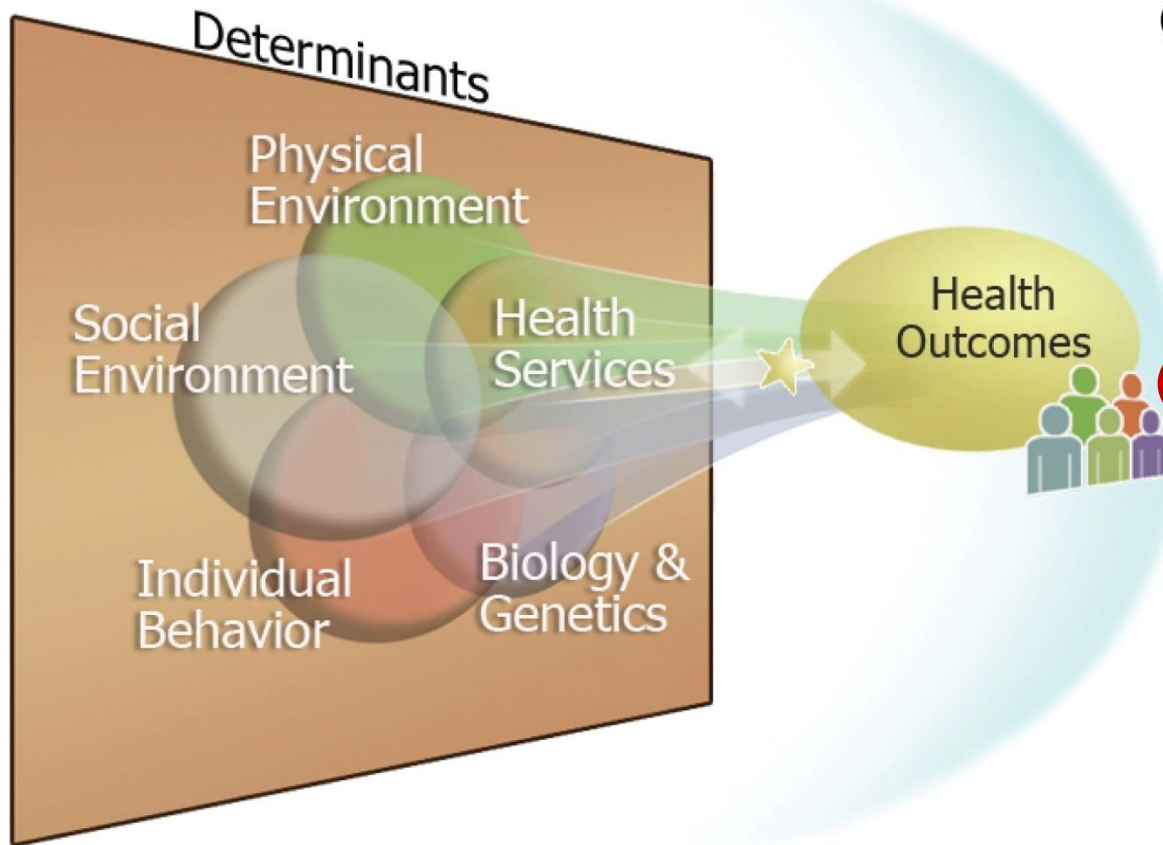 Determinants
Physical
Environment
Social
Environment
Health
Services
Individual
Behavior
Biology &
Genetics
Health
Outcomes